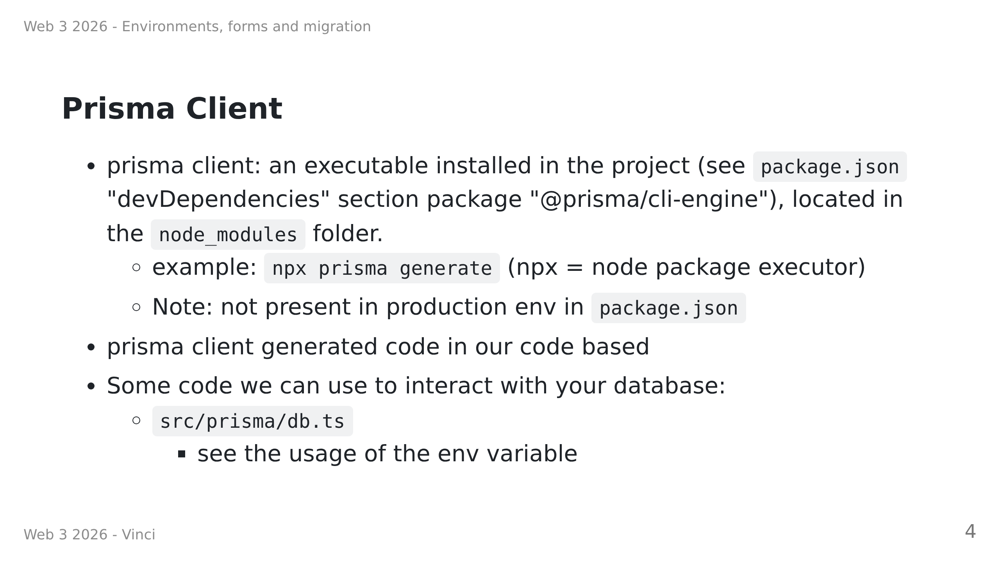 Web 3 2026 - Environments, forms and migration
Prisma Client
prisma client: an executable installed in the project (see package.json
"devDependencies" section package "@prisma/cli-engine"), located in
the node_modules folder.
example: npx prisma generate (npx = node package executor)
Note: not present in production env in package.json
prisma client generated code in our code based
Some code we can use to interact with your database:
src/prisma/db.ts
see the usage of the env variable
Web 3 2026 - Vinci
4